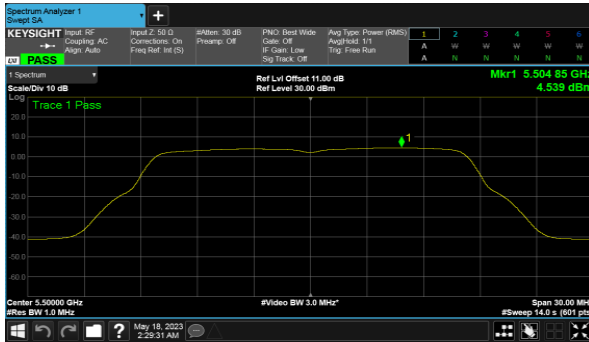 Spectrum Analyzer 1
Swept SA
+
KEYSIGHT Input: RF Input Z: 50 Ω #Atten: 30 dB PNO: Best Wide Avg Type: Power (RMS) 1 2 3 4 5 6
Coupling: AC Corrections: On Preamp: Off Gate: Off Avg|Hold: 1/1 A W W W W W
Align: Auto Freq Ref: Int (S) IF Gain: Low Trig: Free Run
LXI PASS Sig Track: Off A N N N N N
1 Spectrum Ref Lvl Offset 11.00 dB Mkr1 5.504 85 GHz
Scale/Div 10 dB Ref Level 30.00 dBm 4.539 dBm
Log
Trace 1 Pass
20.0
10.0
1
0.00
-10.0
-20.0
-30.0
-40.0
-50.0
-60.0
Center 5.50000 GHz #Video BW 3.0 MHz* Span 30.00 MH
#Res BW 1.0 MHz #Sweep 14.0 s (601 pts
? May 18, 2023
2:29:31 AM